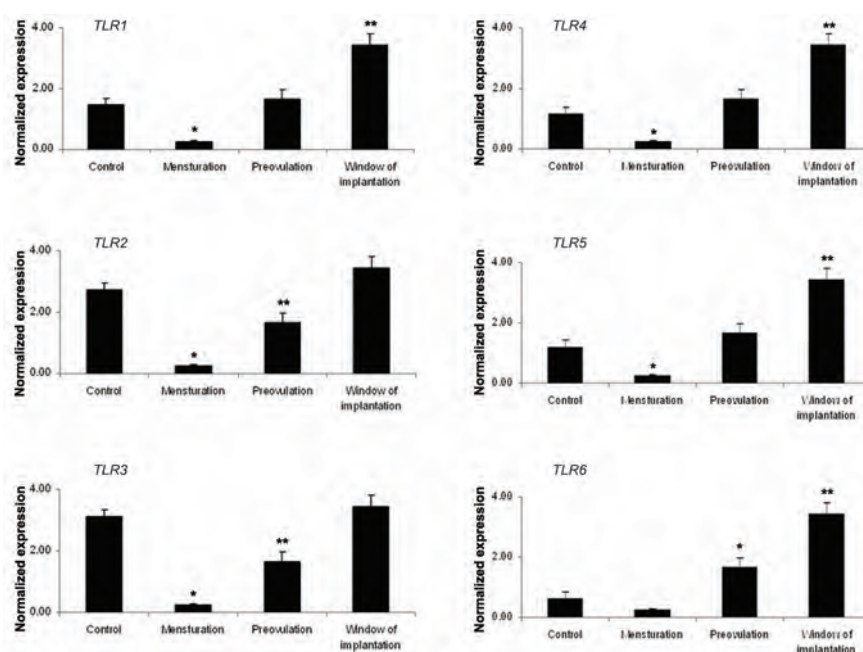 TLR1
Normalized expression
4.00
2.00
0.00
**
*
Control
Mensturation
Preovulation
Window of
implantation
TLR4
Normalized expression
4.00
2.00
0.00
**
*
Control
Mensturation
Preovulation
Window of
implantation
TLR2
Normalized expression
4.00
2.00
0.00
**
*
Control
Mensturation
Preovulation
Window of
implantation
TLR5
Normalized expression
4.00
2.00
0.00
**
*
Control
Mensturation
Preovulation
Window of
implantation
TLR3
Normalized expression
4.00
2.00
0.00
**
*
Control
Mensturation
Preovulation
Window of
implantation
TLR6
Normalized expression
4.00
2.00
0.00
**
*
Control
Mensturation
Preovulation
Window of
implantation